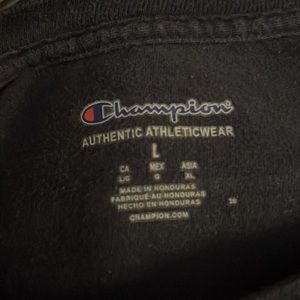 Champion
AUTHENTIC ATHLETICWEAR
L
CA MEX ASIA
L/G G XL
MADE IN HONDURAS
FABRIQUÉ AU HONDURAS
HECHO EN HONDURAS
CHAMPION.COM